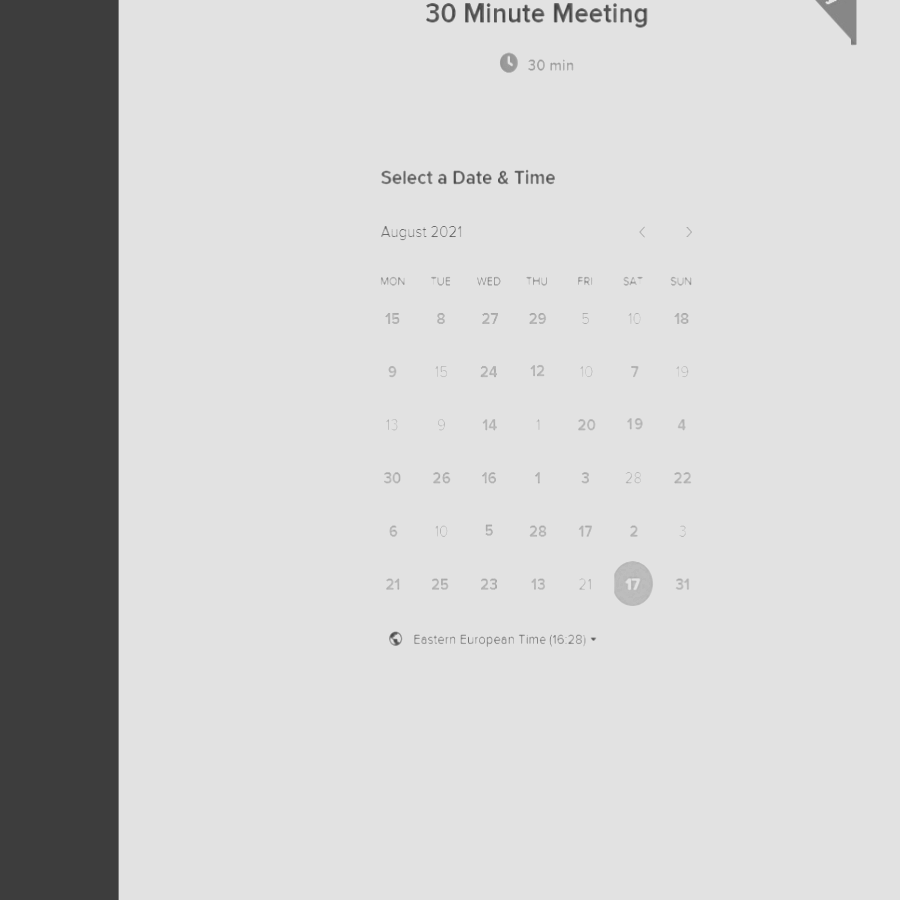 30 Minute Meeting
30 min
Select a Date & Time
August 2021
MON TUE WED THU FRI SAT SUN
15 8 27 29 5 10 18
9 15 24 12 10 7 19
13 9 14 1 20 19 4
30 26 16 1 3 28 22
6 10 5 28 17 2 3
21 25 23 13 21 17 31
Eastern European Time (16:28)